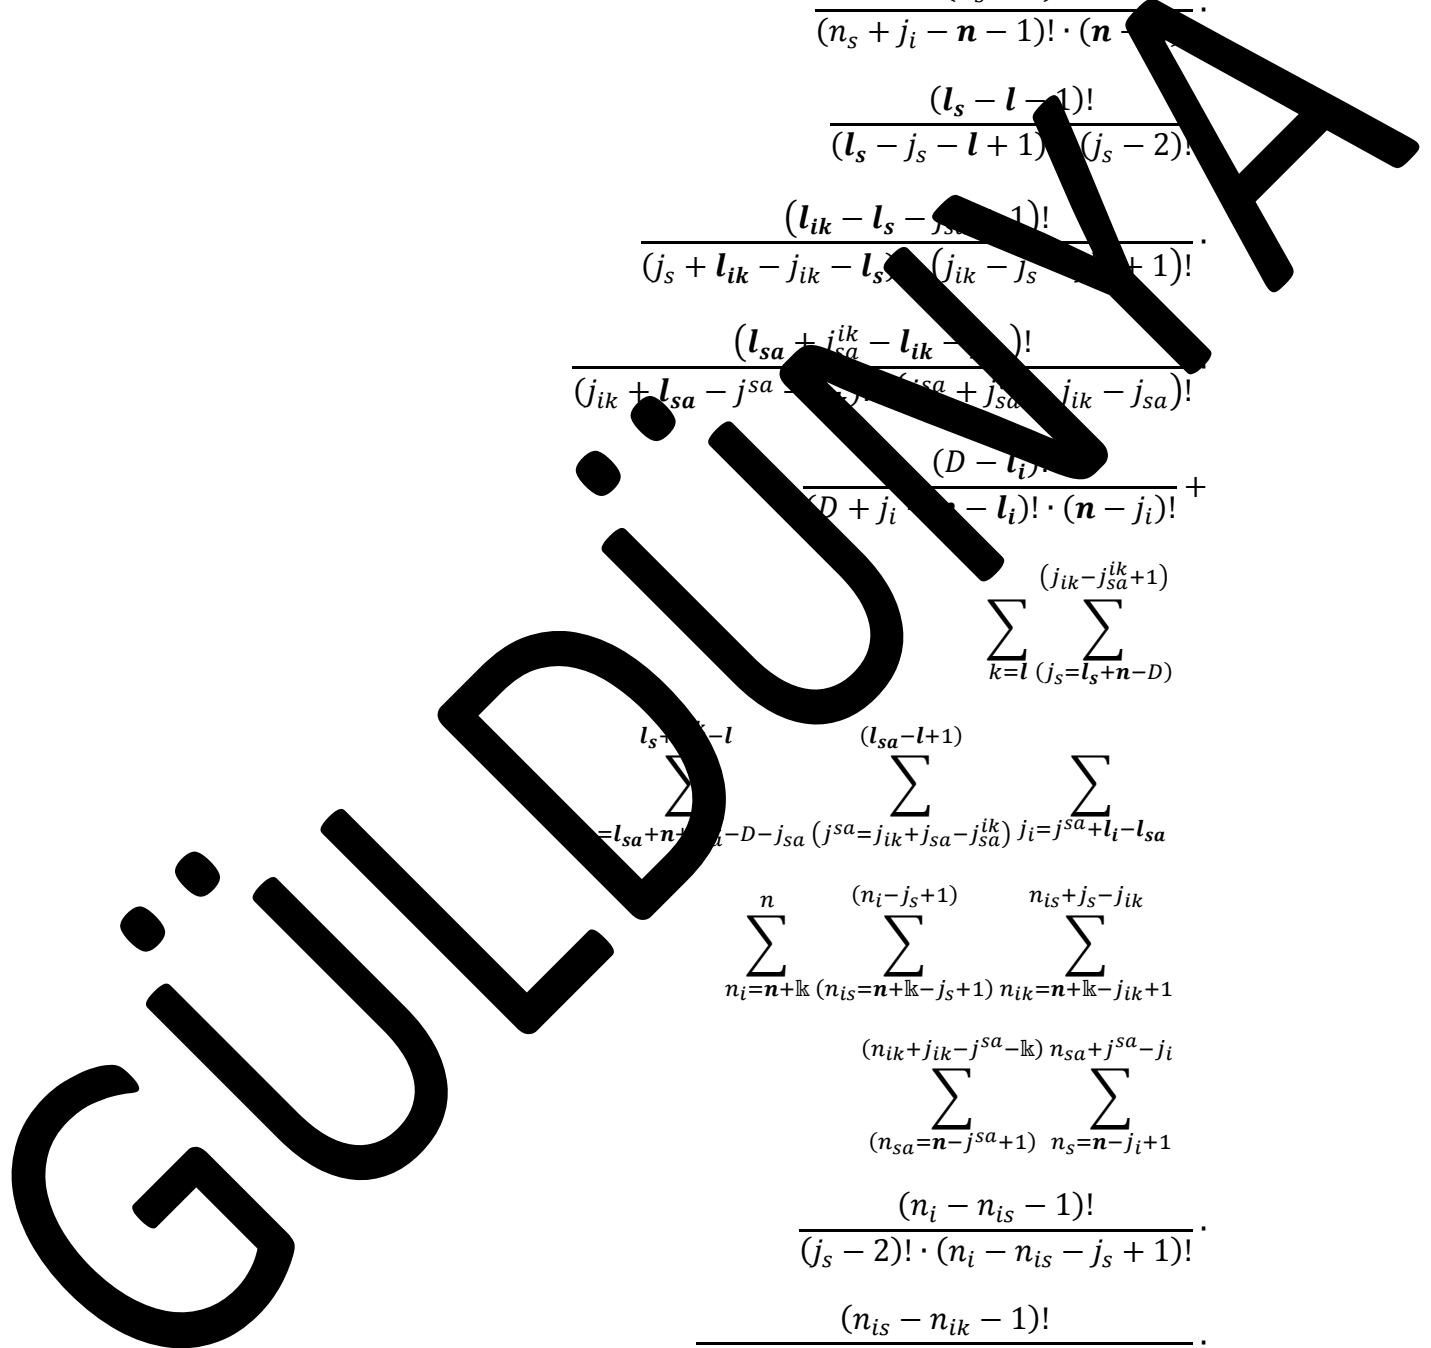 (n_s + j_i − n − 1)! · (n −
(l_s − l − 1)!
(l_s − j_s − l + 1) (j_s − 2)!
(l_ik − l_s − 1)!
(j_s + l_ik − j_ik − l_s) (j_ik − j_s + 1)! ·
(l_sa + j_sa^ik − l_ik − )!
(j_ik + l_sa − j^sa − (j^sa + j_sa j_ik − j_sa)! ·
(D − l_i)!
(D + j_i − l_i)! · (n − j_i)! +
(j_ik−j_sa^ik+1)
∑ ∑
k=l (j_s=l_s+n−D)
l_s+ −l (l_sa−l+1)
∑ ∑ ∑
=l_sa+n+ −D−j_sa (j^sa=j_ik+j_sa−j_sa^ik) j_i=j^sa+l_i−l_sa
n (n_i−j_s+1) n_is+j_s−j_ik
∑ ∑ ∑
n_i=n+𝕜 (n_is=n+𝕜−j_s+1) n_ik=n+𝕜−j_ik+1
(n_ik+j_ik−j^sa−𝕜) n_sa+j^sa−j_i
∑ ∑
(n_sa=n−j^sa+1) n_s=n−j_i+1
(n_i − n_is − 1)!
(j_s − 2)! · (n_i − n_is − j_s + 1)! ·
(n_is − n_ik − 1)! ·
GÜLDÜNYA